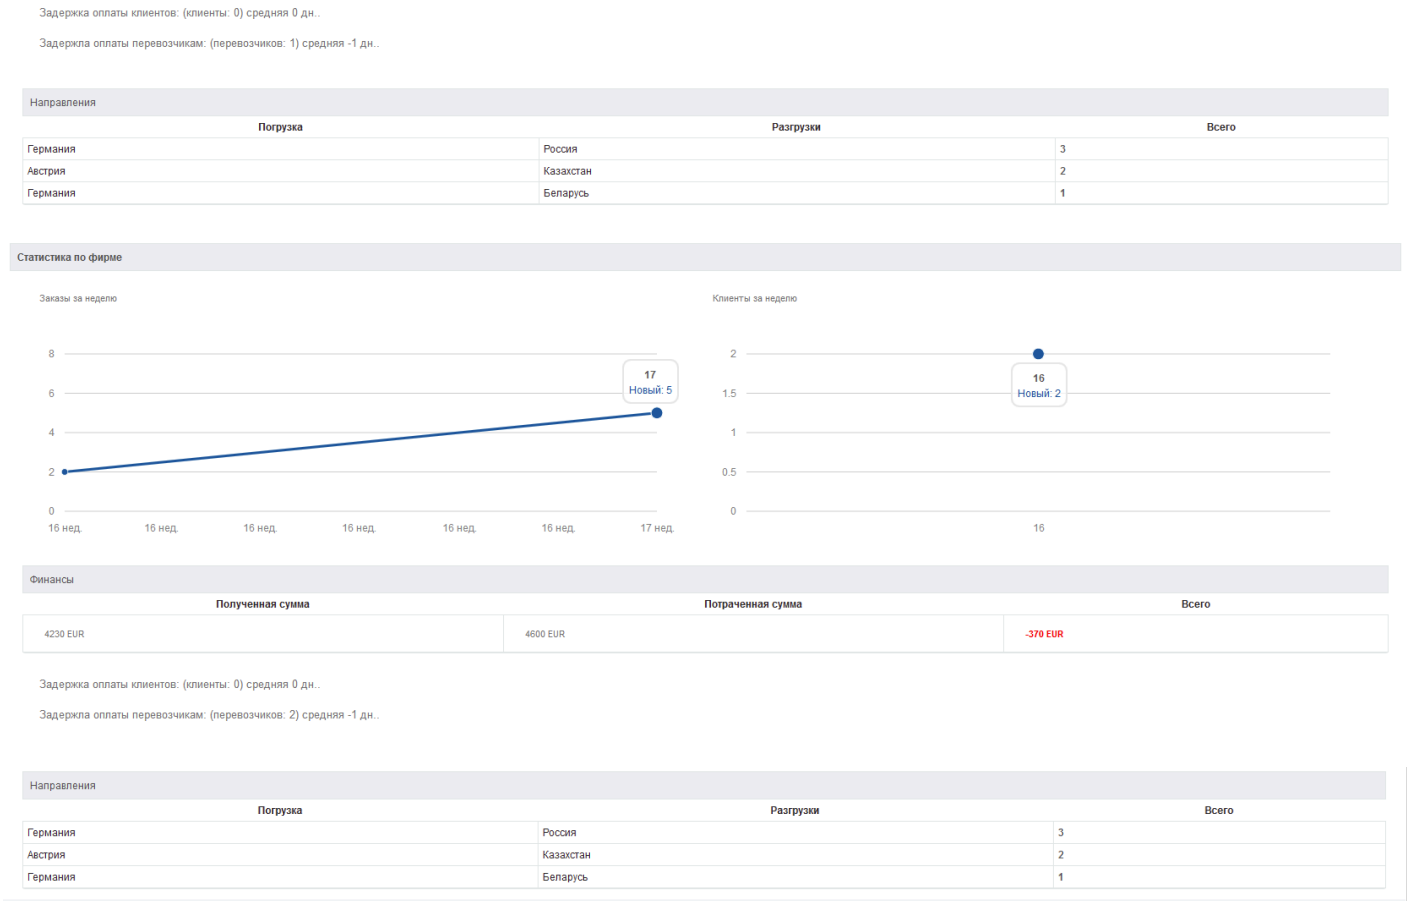 Задержка оплаты клиентов: (клиенты: 0) средняя 0 дн..
Задержла оплаты перевозчикам: (перевозчиков: 1) средняя -1 дн..
Направления
Погрузка Разгрузки Всего
Германия Россия 3
Австрия Казахстан 2
Германия Беларусь 1
Статистика по фирме
Заказы за неделю
8
6
4
2
0
17
Новый: 5
16 нед. 16 нед. 16 нед. 16 нед. 16 нед. 16 нед. 17 нед.
Клиенты за неделю
2
1.5
1
0.5
0
16
Новый: 2
16
Финансы
Полученная сумма Потраченная сумма Всего
4230 EUR 4600 EUR -370 EUR
Задержка оплаты клиентов: (клиенты: 0) средняя 0 дн..
Задержла оплаты перевозчикам: (перевозчиков: 2) средняя -1 дн..
Направления
Погрузка Разгрузки Всего
Германия Россия 3
Австрия Казахстан 2
Германия Беларусь 1